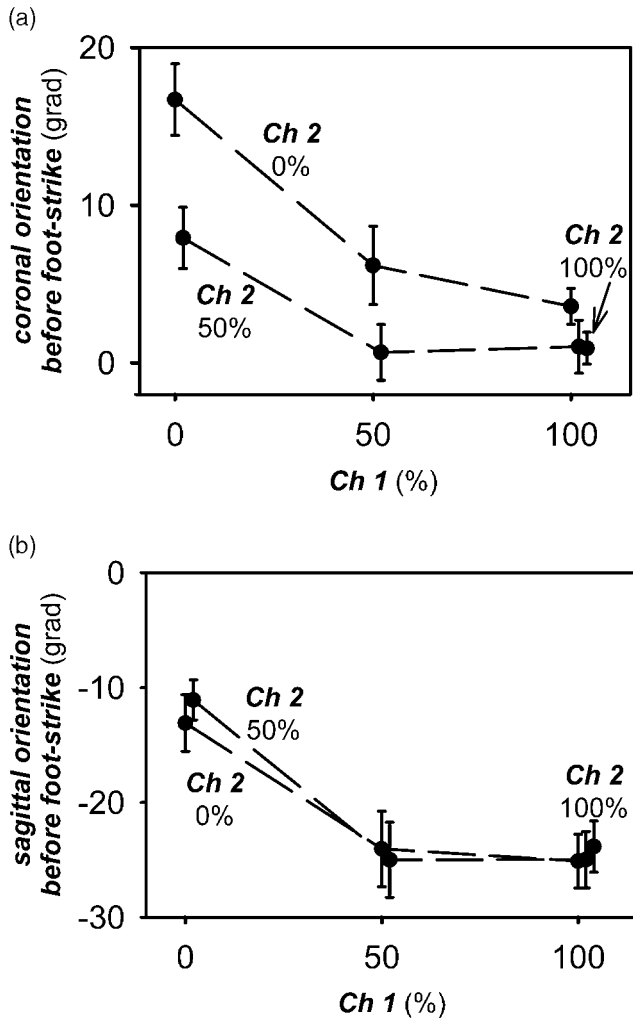 (a)
20
10
0
coronal orientation
before foot-strike (grad)
Ch 2
0%
Ch 2
50%
Ch 2
100%
0 50 100
Ch 1 (%)
(b)
0
-10
-20
-30
sagittal orientation
before foot-strike (grad)
Ch 2
50%
Ch 2
0%
Ch 2
100%
0 50 100
Ch 1 (%)